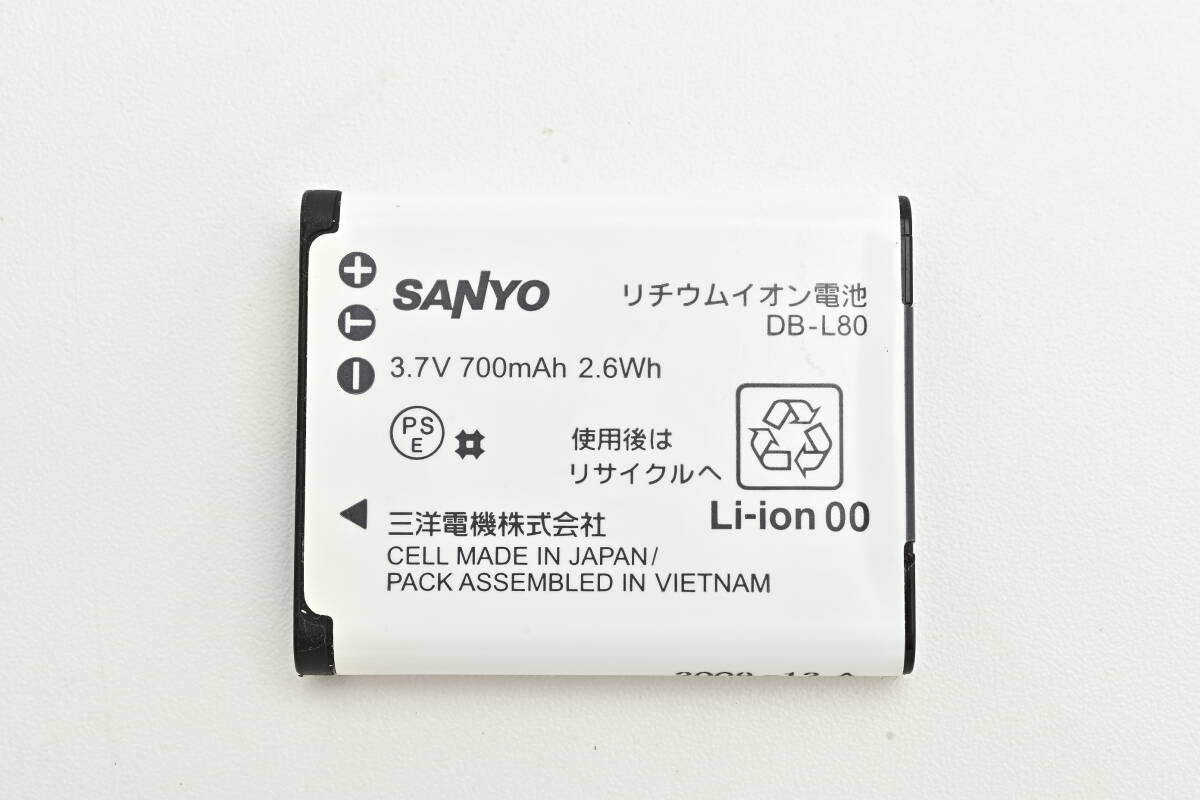 SANYO
リチウムイオン電池
DB-L80
3.7V 700mAh 2.6Wh
PS
E
使用後は
リサイクルへ
Li-ion 00
三洋電機株式会社
CELL MADE IN JAPAN/
PACK ASSEMBLED IN VIETNAM